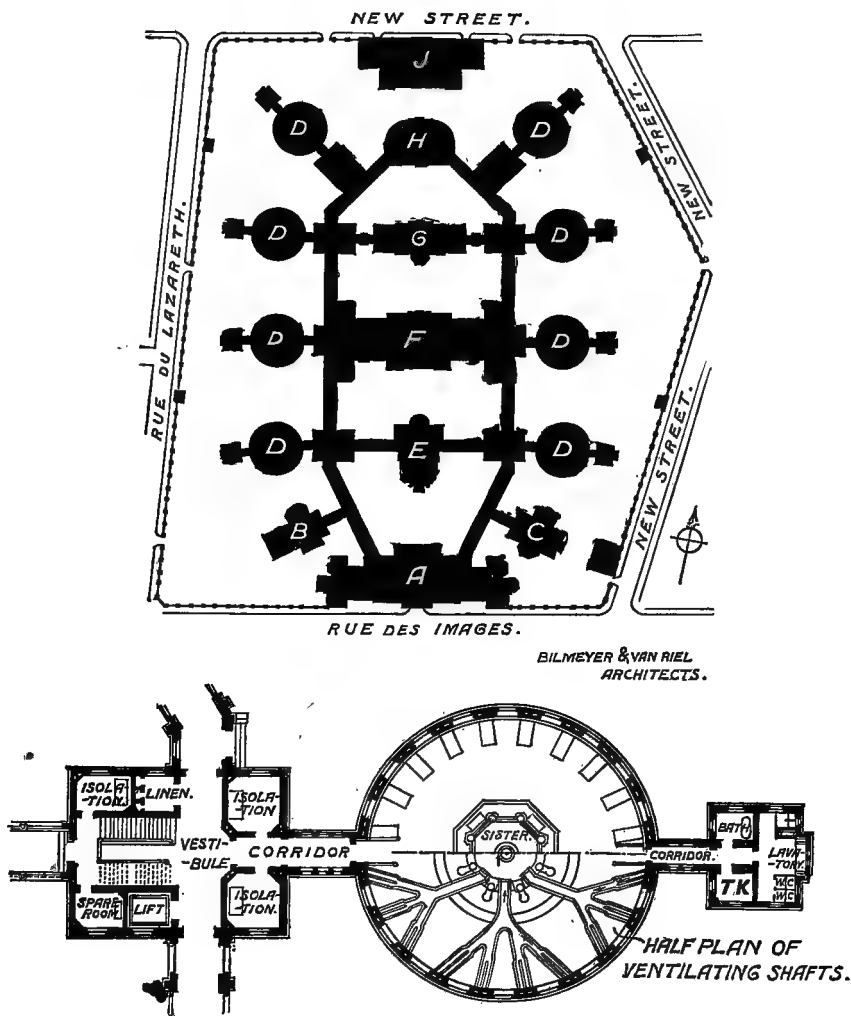 NEW STREET.
J
D
H
D
NEW STREET.
RUE DU LAZARETH.
D
G
D
D
F
D
D
E
D
NEW STREET.
B
C
A
RUE DES IMAGES.
BILMEYER & VAN RIEL
ARCHITECTS.
ISOLA-
TION.
LINEN.
ISOLA-
-TION
VESTI-
-BULE
CORRIDOR
SISTER.
CORRIDOR.
BATH
LAVA-
TORY.
SPARE
ROOM
LIFT
ISOLA-
-TION.
T.K
W.C
W.C
HALF PLAN OF
VENTILATING SHAFTS.